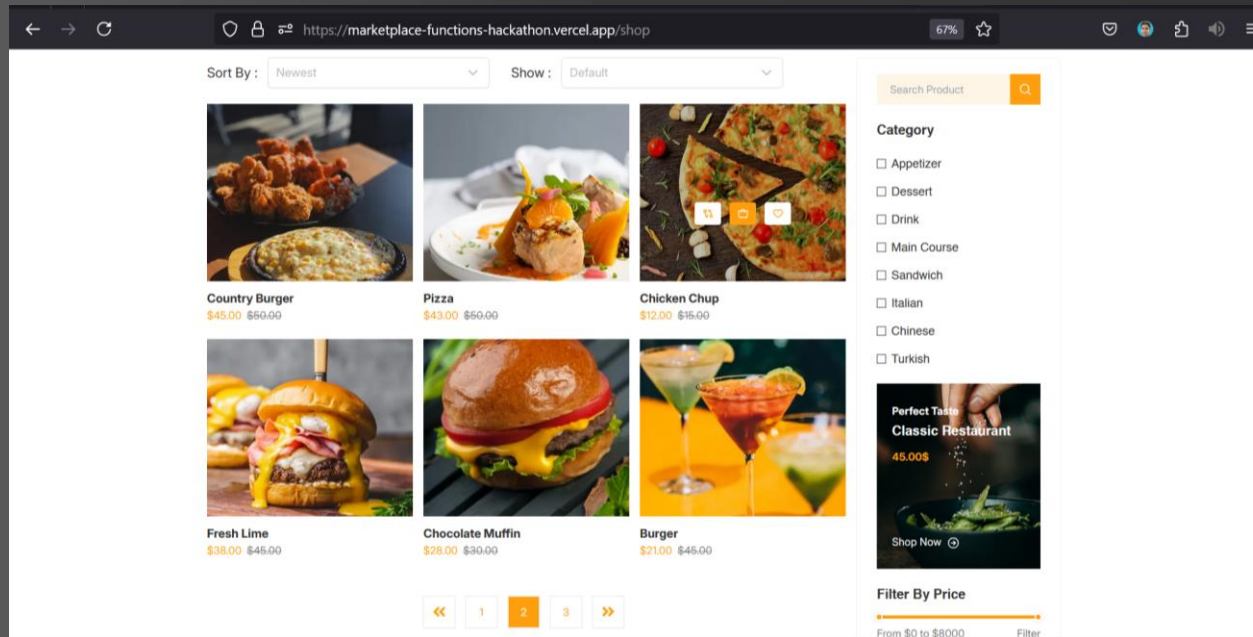 https://marketplace-functions-hackathon.vercel.app/shop
67%
Sort By : Newest Show : Default
Country Burger
$45.00 $50.00
Pizza
$43.00 $50.00
Chicken Chup
$12.00 $15.00
Fresh Lime
$38.00 $45.00
Chocolate Muffin
$28.00 $30.00
Burger
$21.00 $45.00
« 1 2 3 »
Search Product
Category
Appetizer
Dessert
Drink
Main Course
Sandwich
Italian
Chinese
Turkish
Perfect Taste
Classic Restaurant
45.00$
Shop Now
Filter By Price
From $0 to $8000 Filter